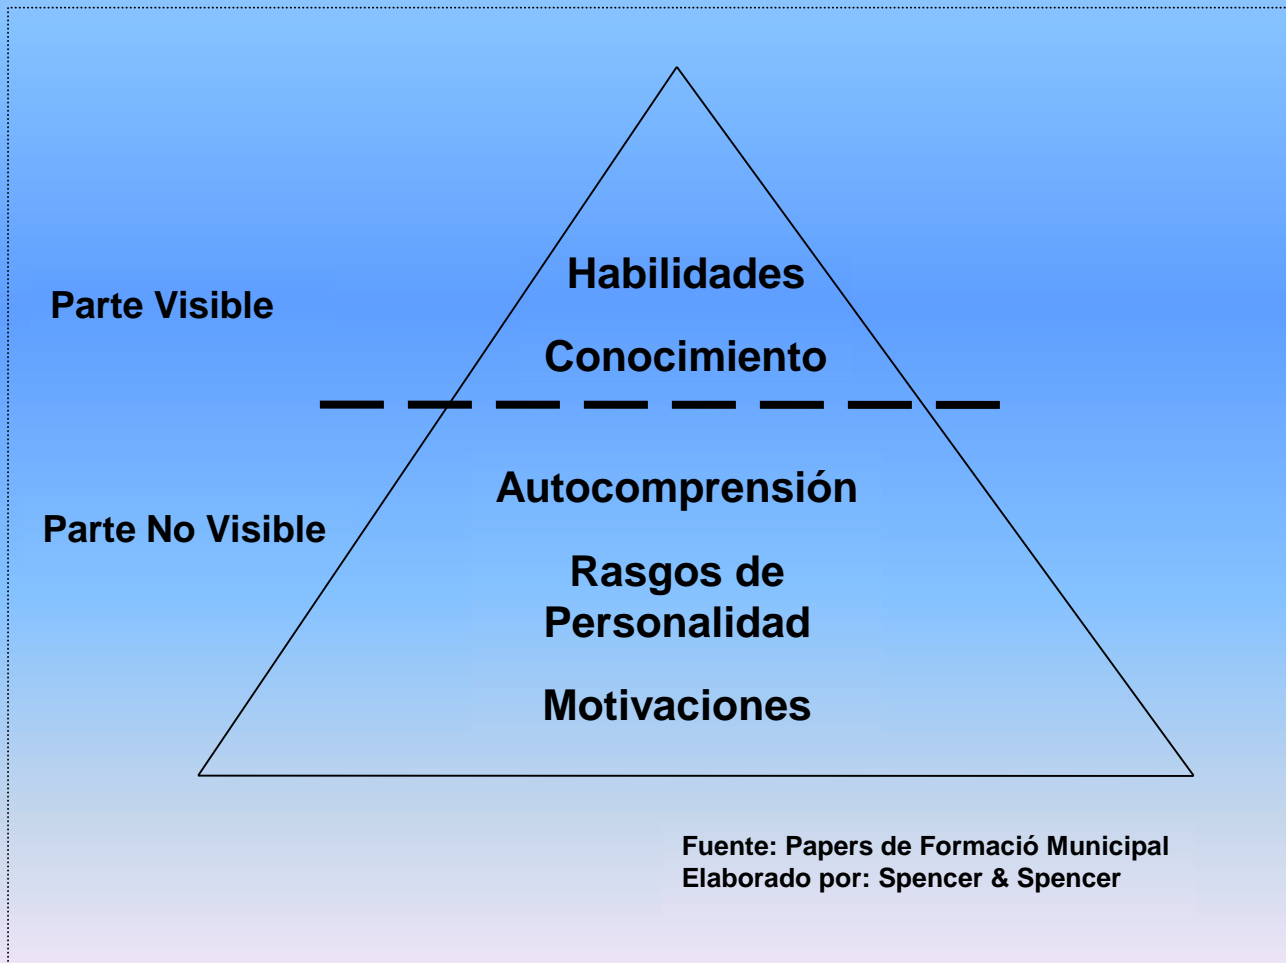 Habilidades
Parte Visible
Conocimiento
Autocomprensión
Parte No Visible
Rasgos de
Personalidad
Motivaciones
Fuente: Papers de Formació Municipal
Elaborado por: Spencer & Spencer